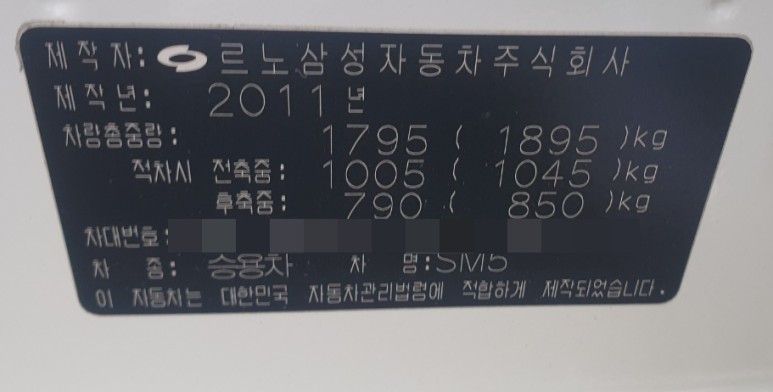 제 작 자: 르노삼성자동차주식회사
제 작 년: 2011년
차량총중량: 1795 ( 1895 )kg
적차시 전축중: 1005 ( 1045 )kg
후축중: 790 ( 850 )kg
차대번호:
차 종: 승용차 차 명:SM5
이 자동차는 대한민국 자동차관리법령에 적합하게 제작되었습니다.